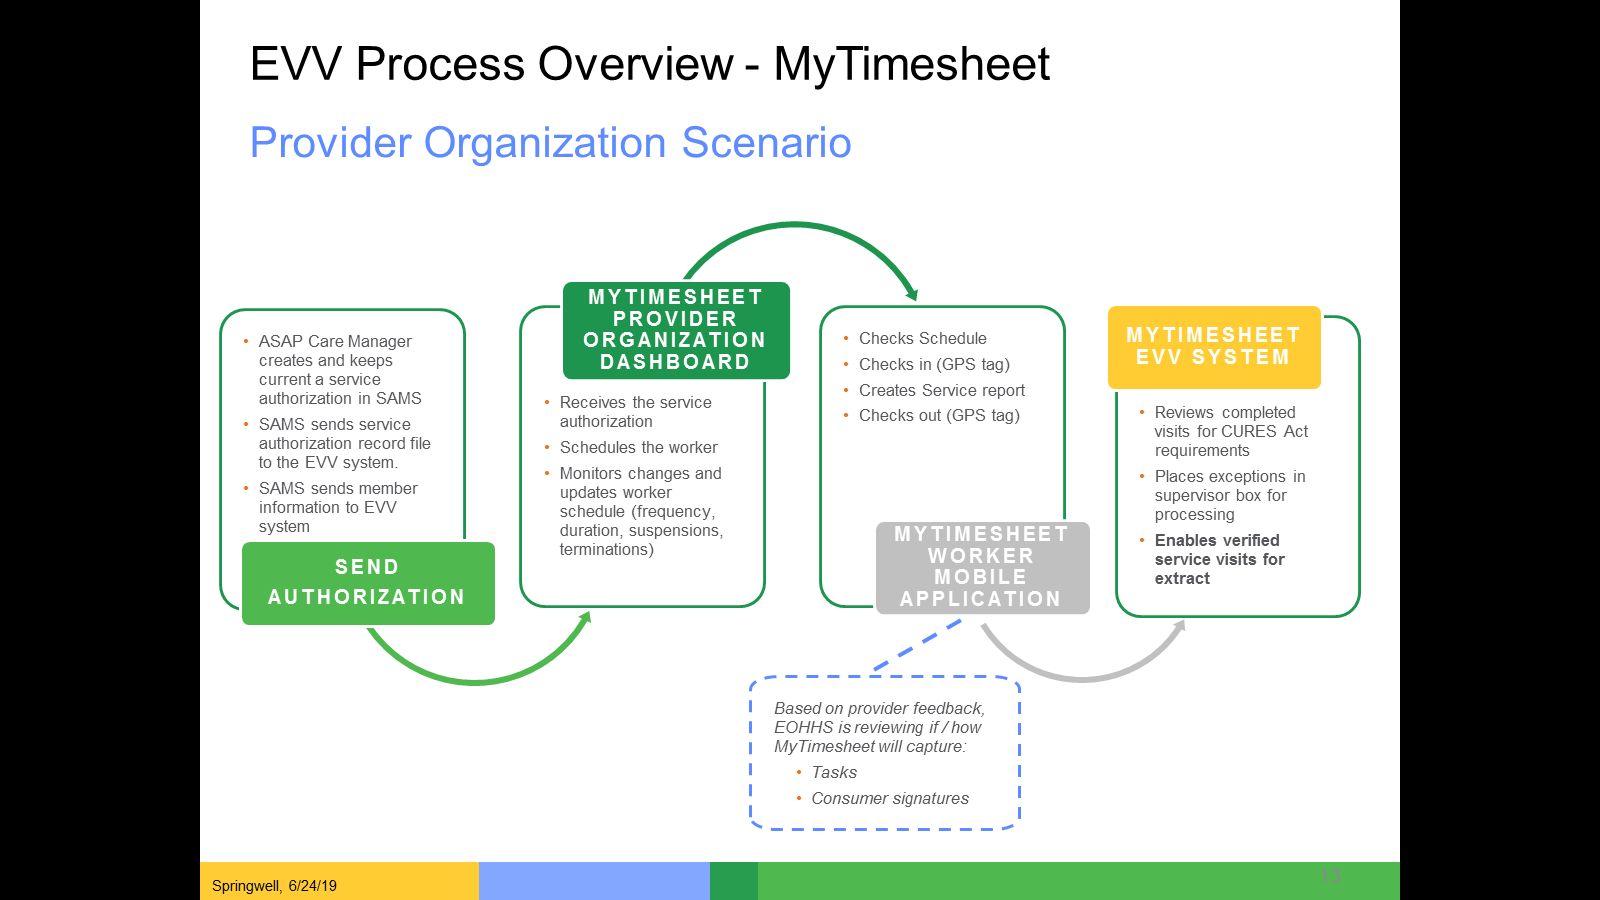 EVV Process Overview - MyTimesheet
Provider Organization Scenario
• ASAP Care Manager
creates and keeps
current a service
authorization in SAMS
• SAMS sends service
authorization record file
to the EVV system.
• SAMS sends member
information to EVV
system
SEND
AUTHORIZATION
MYTIMESHEET
PROVIDER
ORGANIZATION
DASHBOARD
• Receives the service
authorization
• Schedules the worker
• Monitors changes and
updates worker
schedule (frequency,
duration, suspensions,
terminations)
• Checks Schedule
• Checks in (GPS tag)
• Creates Service report
• Checks out (GPS tag)
MYTIMESHEET
WORKER
MOBILE
APPLICATION
MYTIMESHEET
EVV SYSTEM
• Reviews completed
visits for CURES Act
requirements
• Places exceptions in
supervisor box for
processing
• Enables verified
service visits for
extract
Based on provider feedback,
EOHHS is reviewing if / how
MyTimesheet will capture:
• Tasks
• Consumer signatures
Springwell, 6/24/19
13